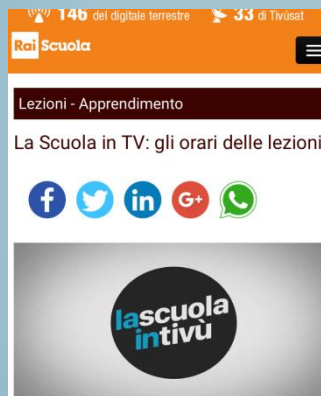 146 del digitale terrestre 33 di Tivùsat
Rai Scuola
Lezioni - Apprendimento
La Scuola in TV: gli orari delle lezioni
f in G+
lascuola
intivù